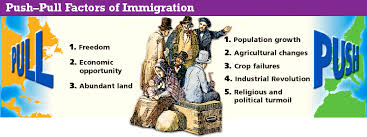 Push–Pull Factors of Immigration
PULL
1. Freedom
2. Economic
opportunity
3. Abundant land
1. Population growth
2. Agricultural changes
3. Crop failures
4. Industrial Revolution
5. Religious and
political turmoil
PUSH